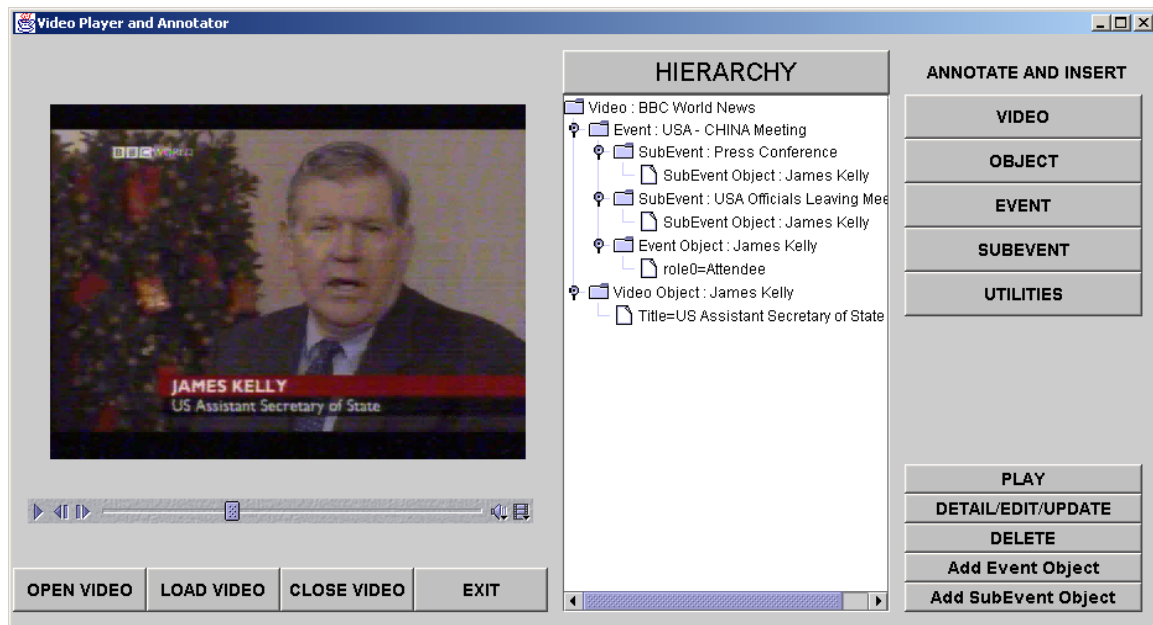 Video Player and Annotator
BBC WORLD
JAMES KELLY
US Assistant Secretary of State
OPEN VIDEO
LOAD VIDEO
CLOSE VIDEO
EXIT
HIERARCHY
Video : BBC World News
Event : USA - CHINA Meeting
SubEvent : Press Conference
SubEvent Object : James Kelly
SubEvent : USA Officials Leaving Mee
SubEvent Object : James Kelly
Event Object : James Kelly
role0=Attendee
Video Object : James Kelly
Title=US Assistant Secretary of State
ANNOTATE AND INSERT
VIDEO
OBJECT
EVENT
SUBEVENT
UTILITIES
PLAY
DETAIL/EDIT/UPDATE
DELETE
Add Event Object
Add SubEvent Object